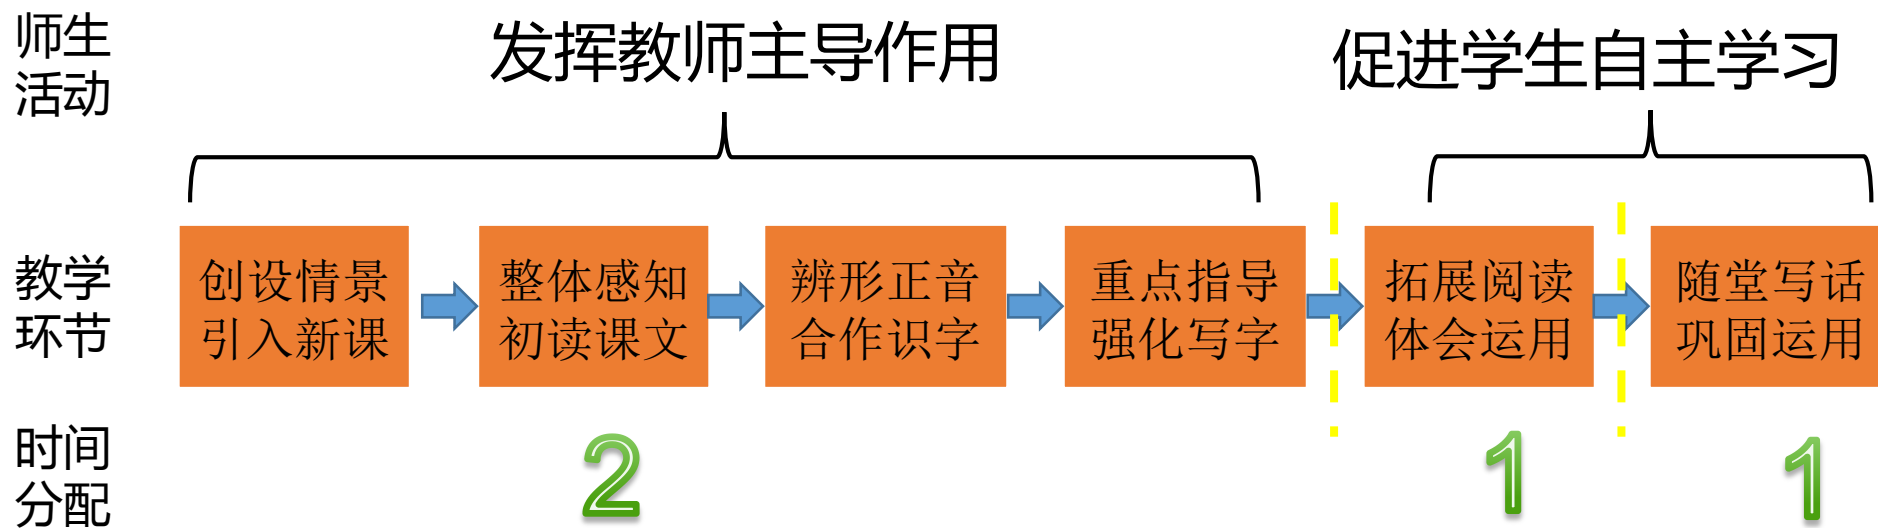 师生
活动
发挥教师主导作用
促进学生自主学习
教学
环节
创设情景
引入新课
整体感知
初读课文
辨形正音
合作识字
重点指导
强化写字
拓展阅读
体会运用
随堂写话
巩固运用
时间
分配
2
1
1